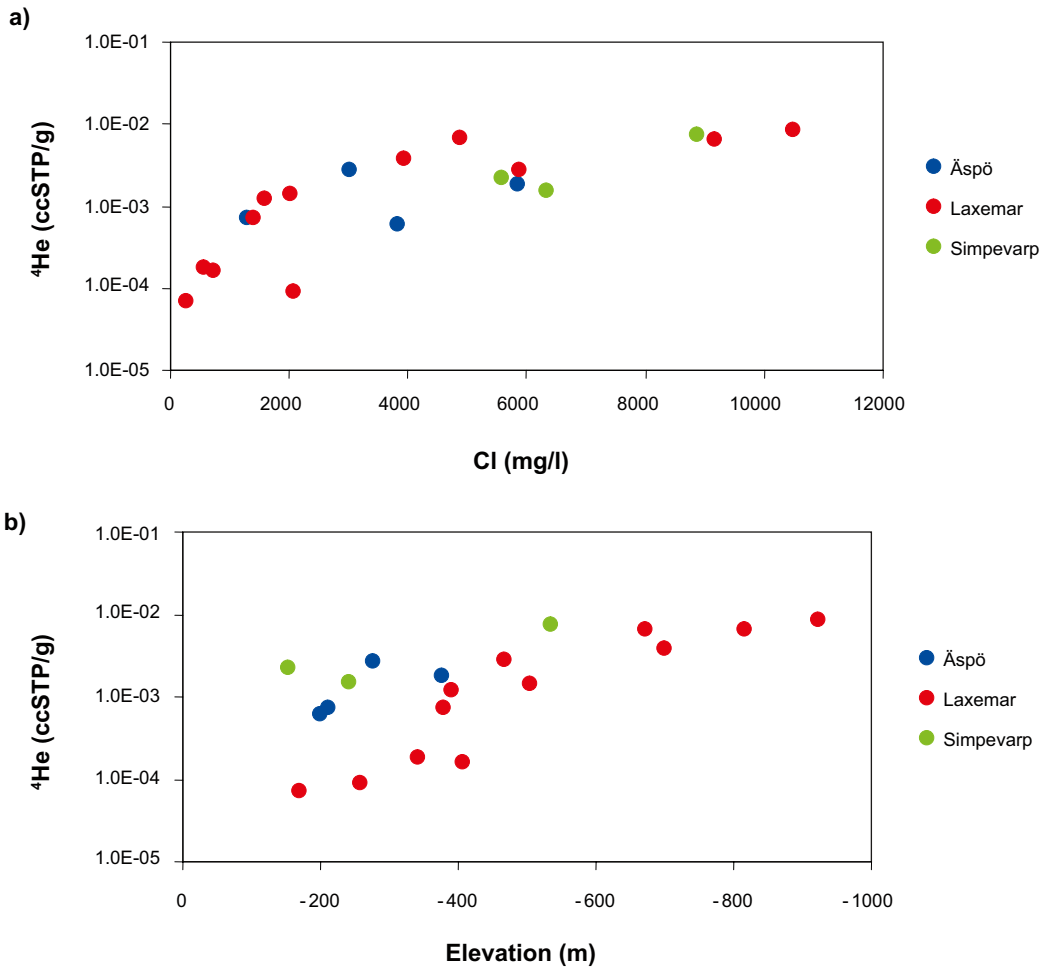 a)
1.0E-01
1.0E-02
1.0E-03
1.0E-04
1.0E-05
⁴He (ccSTP/g)
0 2000 4000 6000 8000 10000 12000
Cl (mg/l)
Äspö
Laxemar
Simpevarp
b)
1.0E-01
1.0E-02
1.0E-03
1.0E-04
1.0E-05
⁴He (ccSTP/g)
0 -200 -400 -600 -800 -1000
Elevation (m)
Äspö
Laxemar
Simpevarp